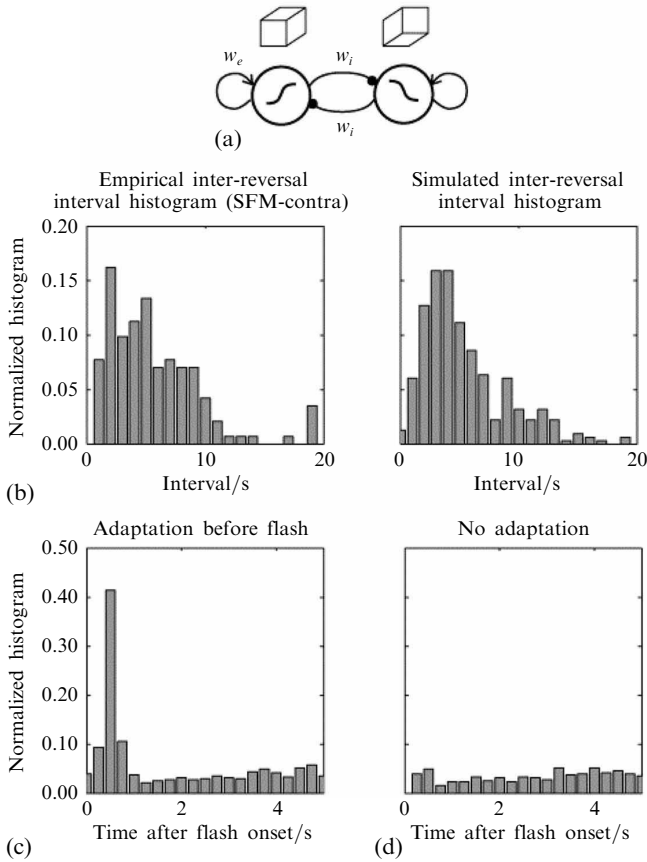 w_e
w_i
w_i
(a)
Empirical inter-reversal
interval histogram (SFM-contra)
Simulated inter-reversal
interval histogram
Normalized histogram
0.20
0.15
0.10
0.05
0.00
0
10
20
0
10
20
Interval/s
Interval/s
(b)
Adaptation before flash
No adaptation
Normalized histogram
0.50
0.40
0.30
0.20
0.10
0.00
0
2
4
0
2
4
(c)
Time after flash onset/s
(d)
Time after flash onset/s